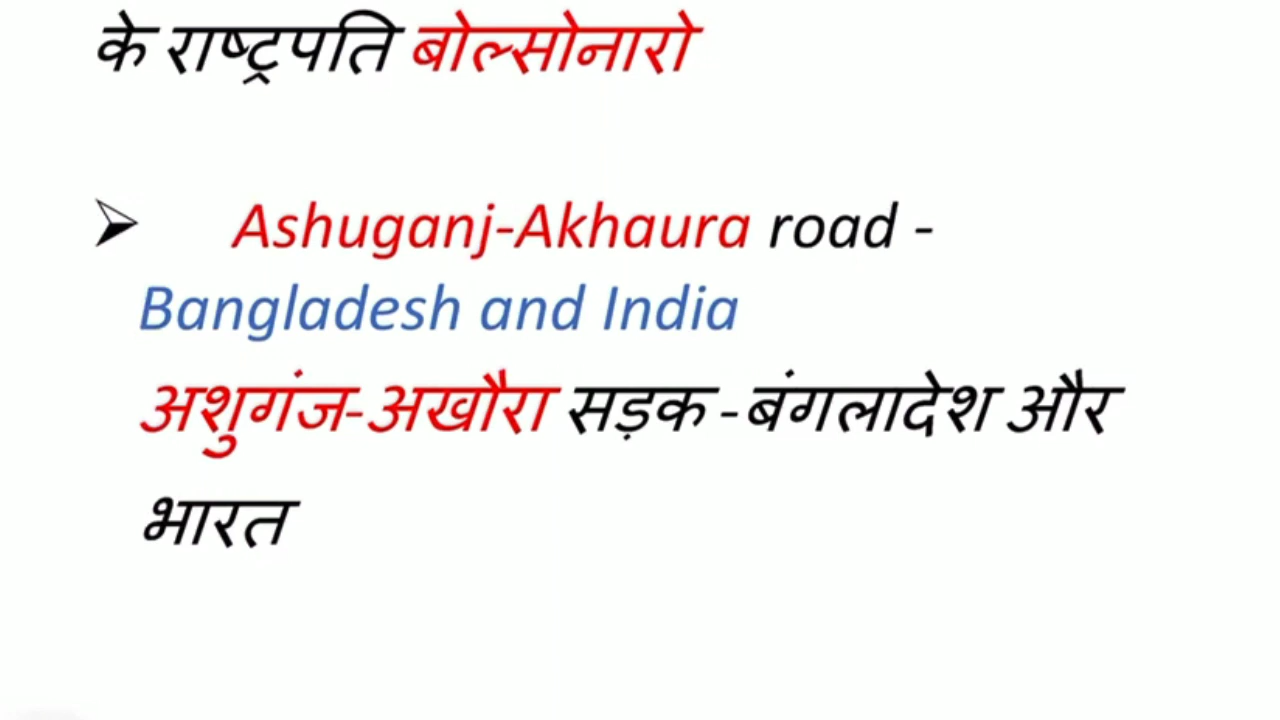 के राष्ट्रपति बोल्सोनारो
Ashuganj-Akhaura road -
Bangladesh and India
अशुगंज-अखौरा सड़क -बंगलादेश और
भारत